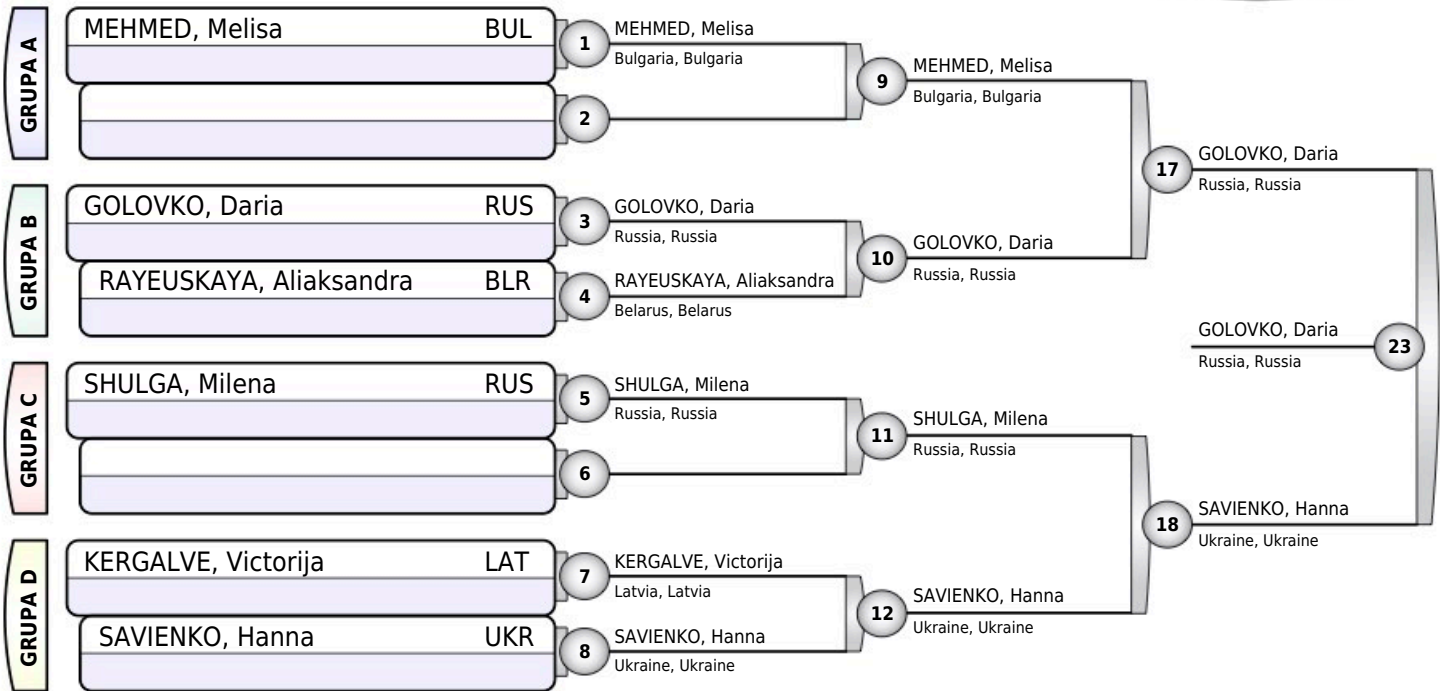 GRUPA A
MEHMED, Melisa BUL
1
MEHMED, Melisa
Bulgaria, Bulgaria
2
9
MEHMED, Melisa
Bulgaria, Bulgaria
GRUPA B
GOLOVKO, Daria RUS
3
GOLOVKO, Daria
Russia, Russia
RAYEUSKAYA, Aliaksandra BLR
4
RAYEUSKAYA, Aliaksandra
Belarus, Belarus
10
GOLOVKO, Daria
Russia, Russia
17
GOLOVKO, Daria
Russia, Russia
GRUPA C
SHULGA, Milena RUS
5
SHULGA, Milena
Russia, Russia
6
11
SHULGA, Milena
Russia, Russia
GRUPA D
KERGALVE, Victorija LAT
7
KERGALVE, Victorija
Latvia, Latvia
SAVIENKO, Hanna UKR
8
SAVIENKO, Hanna
Ukraine, Ukraine
12
SAVIENKO, Hanna
Ukraine, Ukraine
18
SAVIENKO, Hanna
Ukraine, Ukraine
GOLOVKO, Daria
Russia, Russia
23